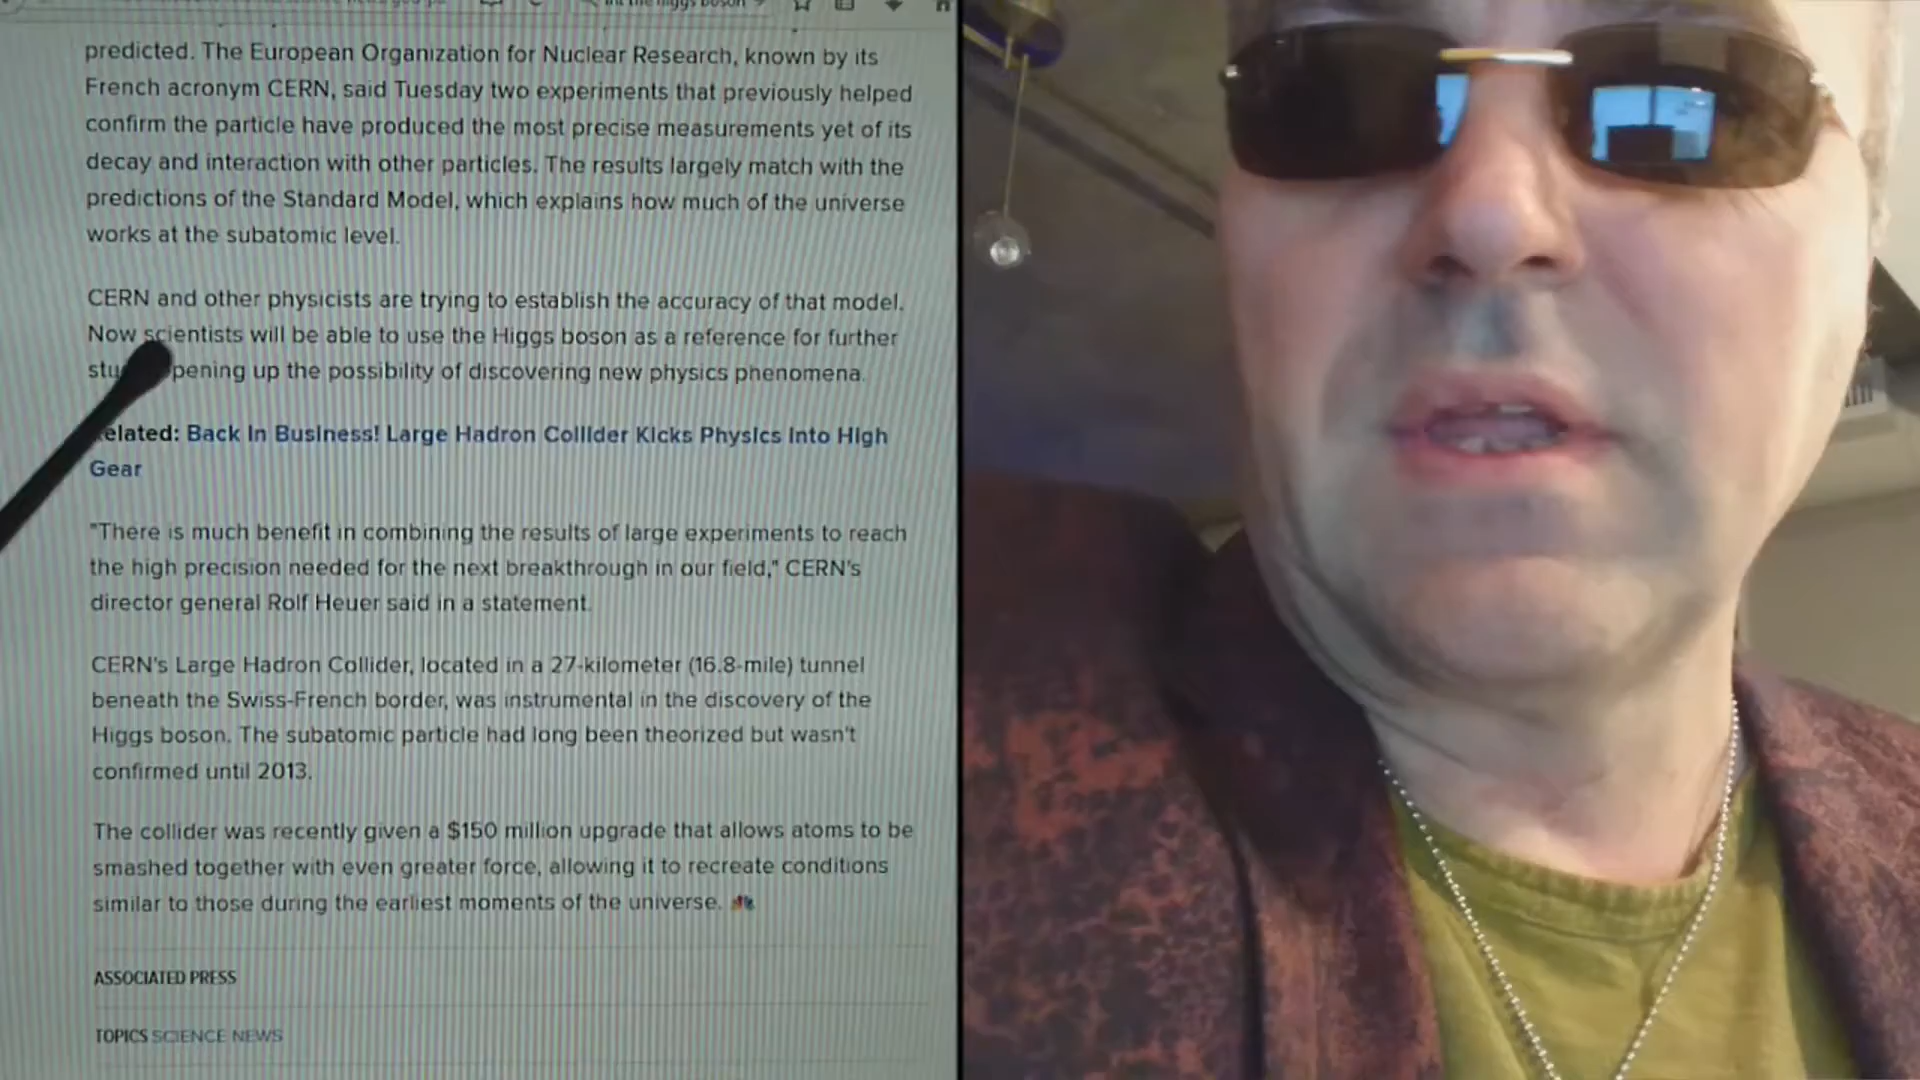 higgs boson
predicted. The European Organization for Nuclear Research, known by its
French acronym CERN, said Tuesday two experiments that previously helped
confirm the particle have produced the most precise measurements yet of its
decay and interaction with other particles. The results largely match with the
predictions of the Standard Model, which explains how much of the universe
works at the subatomic level.
CERN and other physicists are trying to establish the accuracy of that model.
Now scientists will be able to use the Higgs boson as a reference for further
stu pening up the possibility of discovering new physics phenomena.
elated: Back in Business! Large Hadron Collider Kicks Physics Into High
Gear
"There is much benefit in combining the results of large experiments to reach
the high precision needed for the next breakthrough in our field," CERN's
director general Rolf Heuer said in a statement.
CERN's Large Hadron Collider, located in a 27-kilometer (16.8-mile) tunnel
beneath the Swiss-French border, was instrumental in the discovery of the
Higgs boson. The subatomic particle had long been theorized but wasn't
confirmed until 2013.
The collider was recently given a $150 million upgrade that allows atoms to be
smashed together with even greater force, allowing it to recreate conditions
similar to those during the earliest moments of the universe.
ASSOCIATED PRESS
TOPICS SCIENCE NEWS